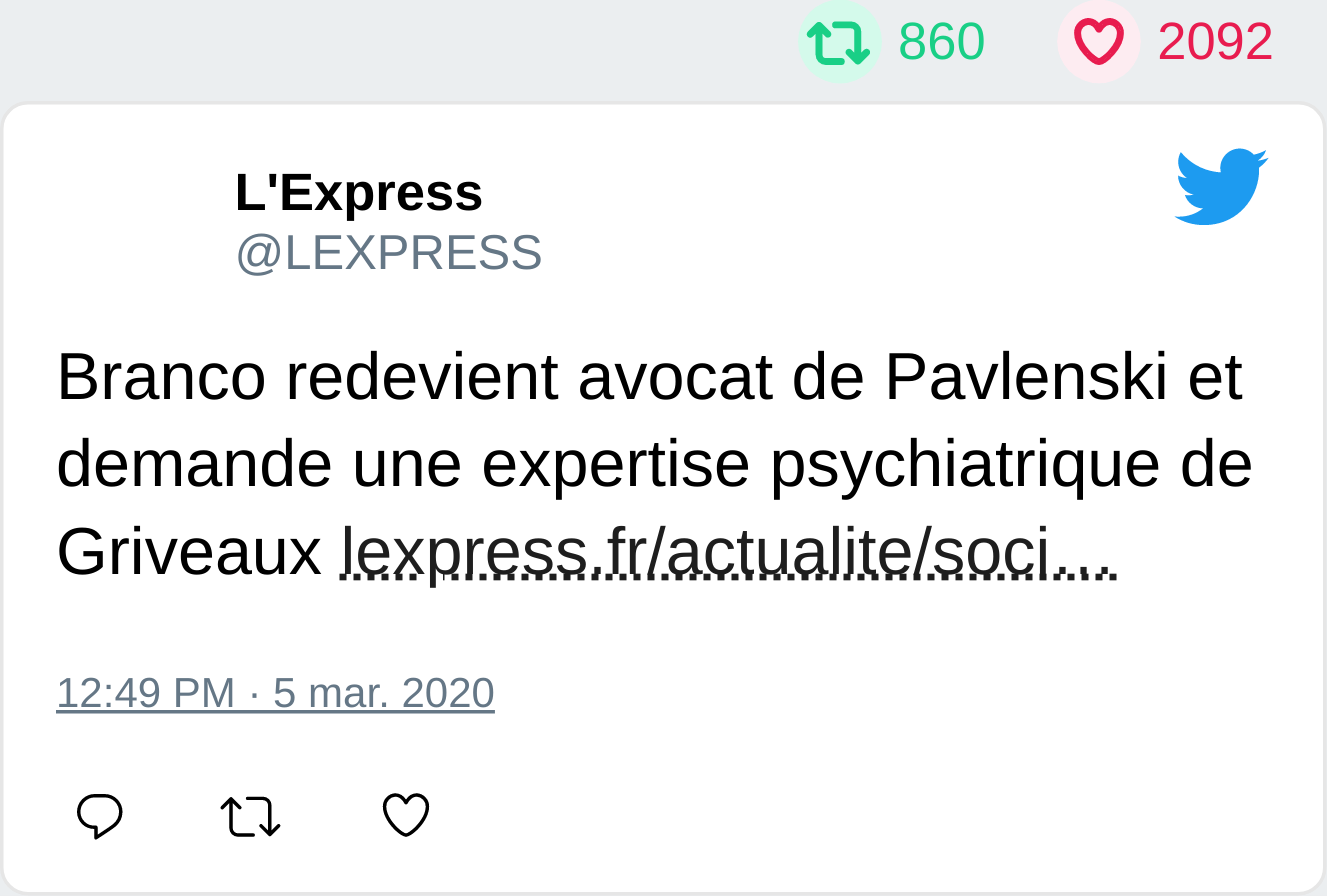 860 2092
L'Express
@LEXPRESS
Branco redevient avocat de Pavlenski et
demande une expertise psychiatrique de
Griveaux lexpress.fr/actualite/soci…
12:49 PM · 5 mar. 2020